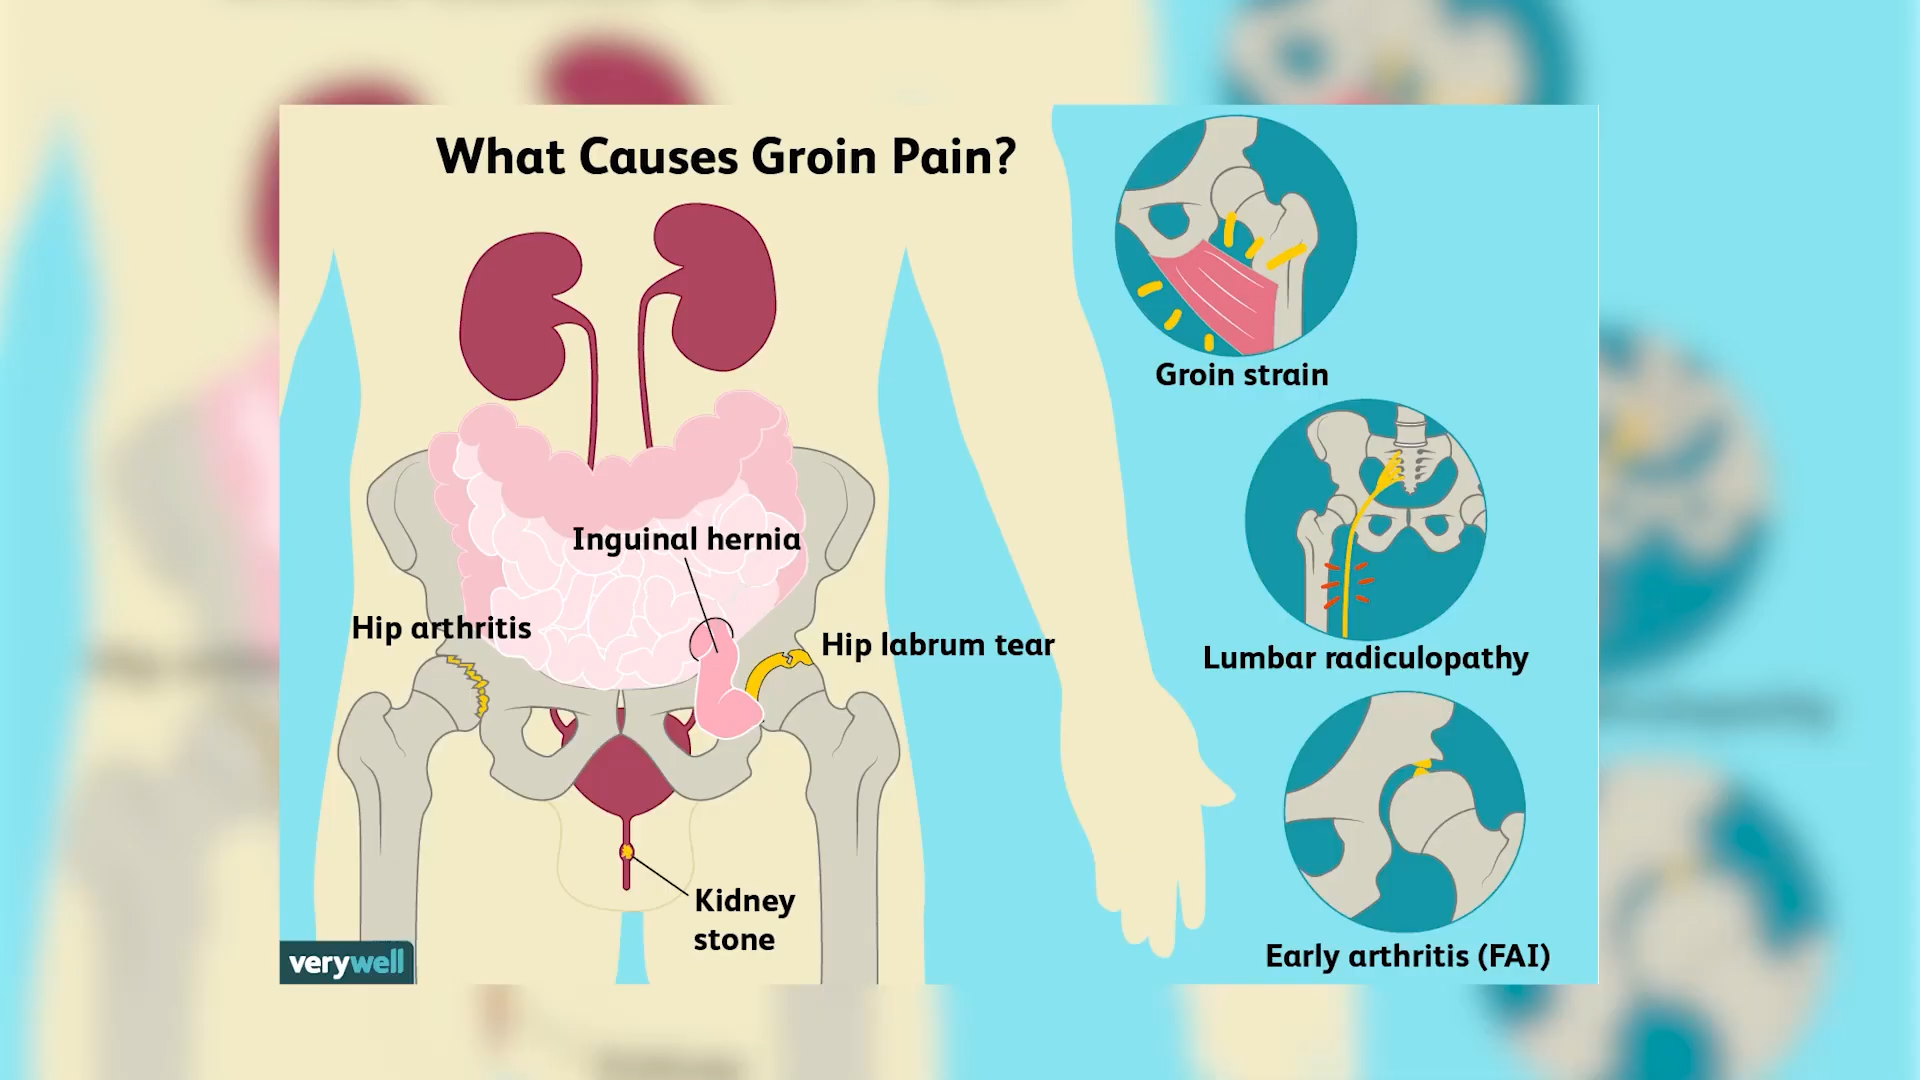 What Causes Groin Pain?
Groin strain
Inguinal hernia
Hip arthritis
Hip labrum tear
Lumbar radiculopathy
Kidney
stone
Early arthritis (FAI)
verywell